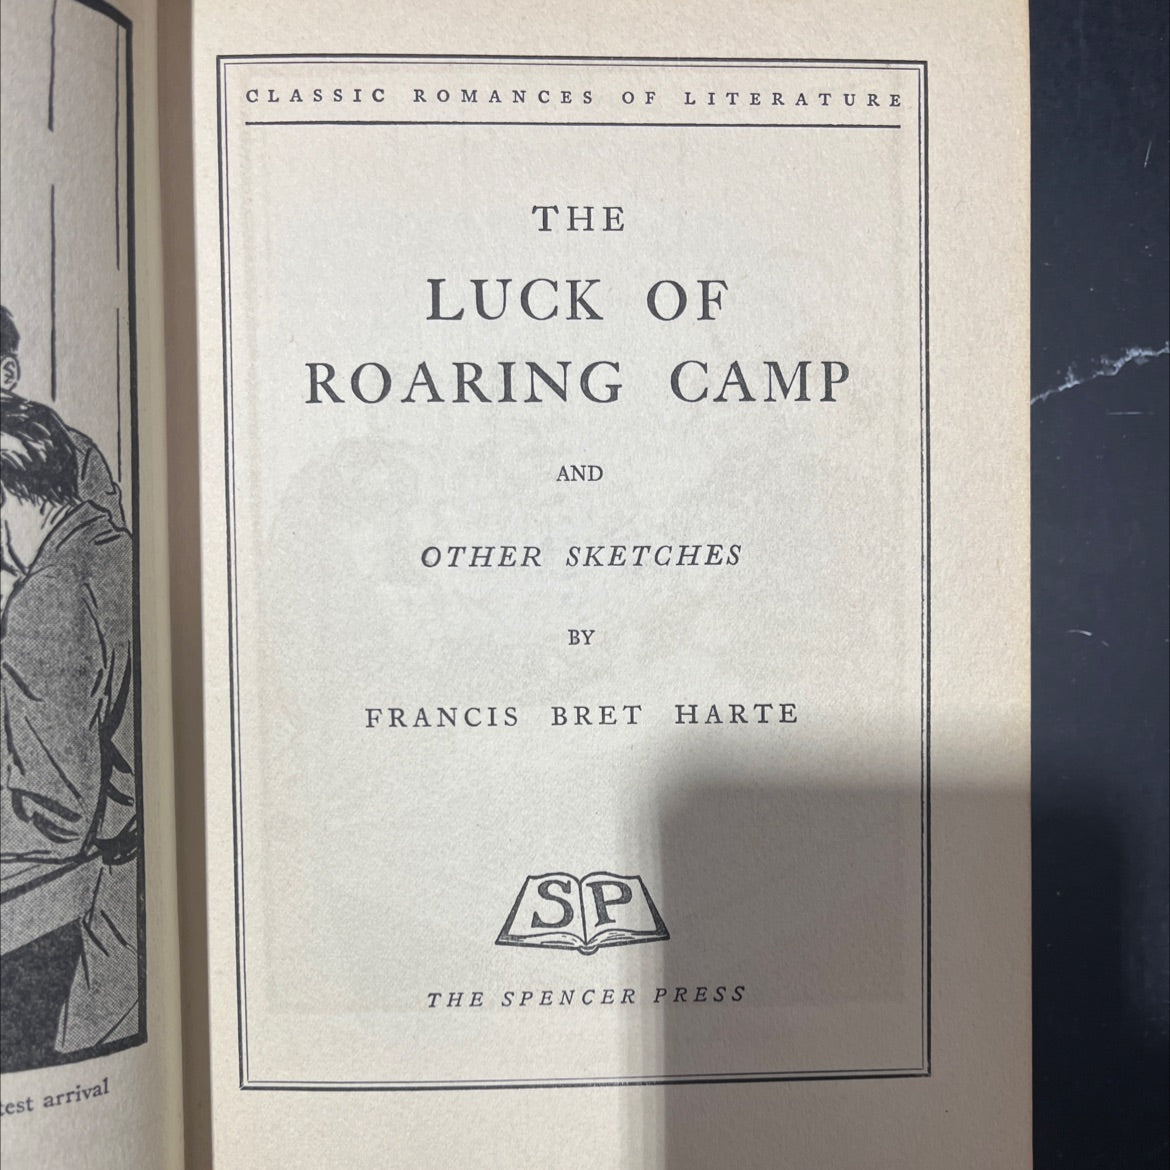 CLASSIC ROMANCES OF LITERATURE
THE
LUCK OF
ROARING CAMP
AND
OTHER SKETCHES
BY
FRANCIS BRET HARTE
SP
THE SPENCER PRESS
arrival